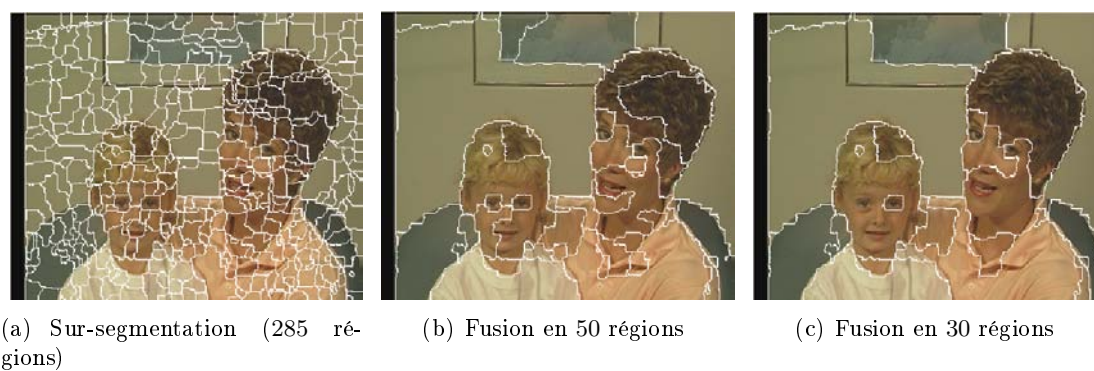 (a) Sur-segmentation (285 ré-
gions)
(b) Fusion en 50 régions
(c) Fusion en 30 régions